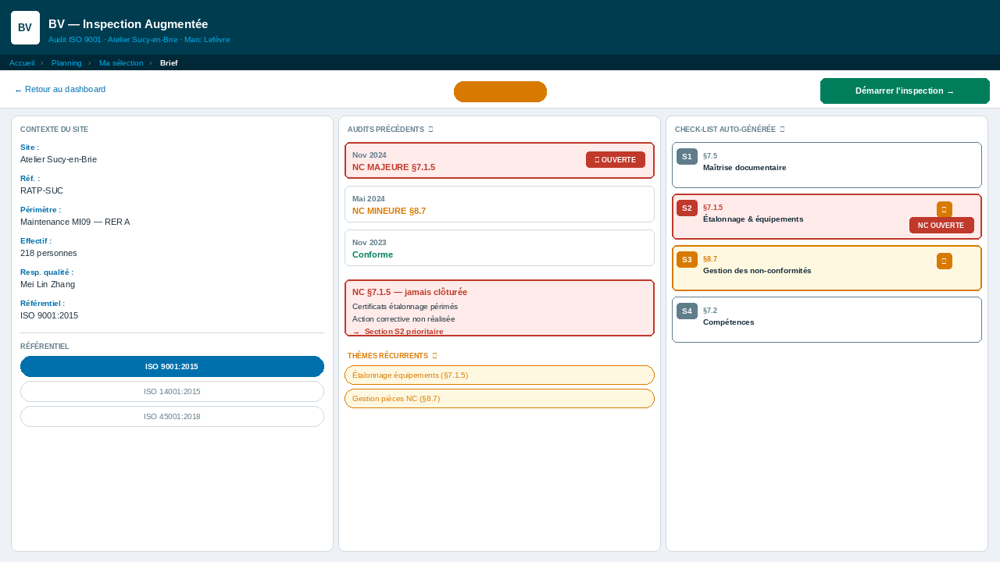 BV
BV — Inspection Augmentée
Audit ISO 9001 · Atelier Sucy-en-Brie · Marc Lefèvre
Accueil › Planning › Ma sélection › Brief
← Retour au dashboard
Démarrer l'inspection →
CONTEXTE DU SITE
Site :
Atelier Sucy-en-Brie
Réf. :
RATP-SUC
Périmètre :
Maintenance MI09 — RER A
Effectif :
218 personnes
Resp. qualité :
Mei Lin Zhang
Référentiel :
ISO 9001:2015
RÉFÉRENTIEL
ISO 9001:2015
ISO 14001:2015
ISO 45001:2018
AUDITS PRÉCÉDENTS
Nov 2024
NC MAJEURE §7.1.5
OUVERTE
Mai 2024
NC MINEURE §8.7
Nov 2023
Conforme
NC §7.1.5 — jamais clôturée
Certificats étalonnage périmés
Action corrective non réalisée
→ Section S2 prioritaire
THÈMES RÉCURRENTS
Étalonnage équipements (§7.1.5)
Gestion pièces NC (§8.7)
CHECK-LIST AUTO-GÉNÉRÉE
S1
§7.5
Maîtrise documentaire
S2
§7.1.5
Étalonnage & équipements
NC OUVERTE
S3
§8.7
Gestion des non-conformités
S4
§7.2
Compétences